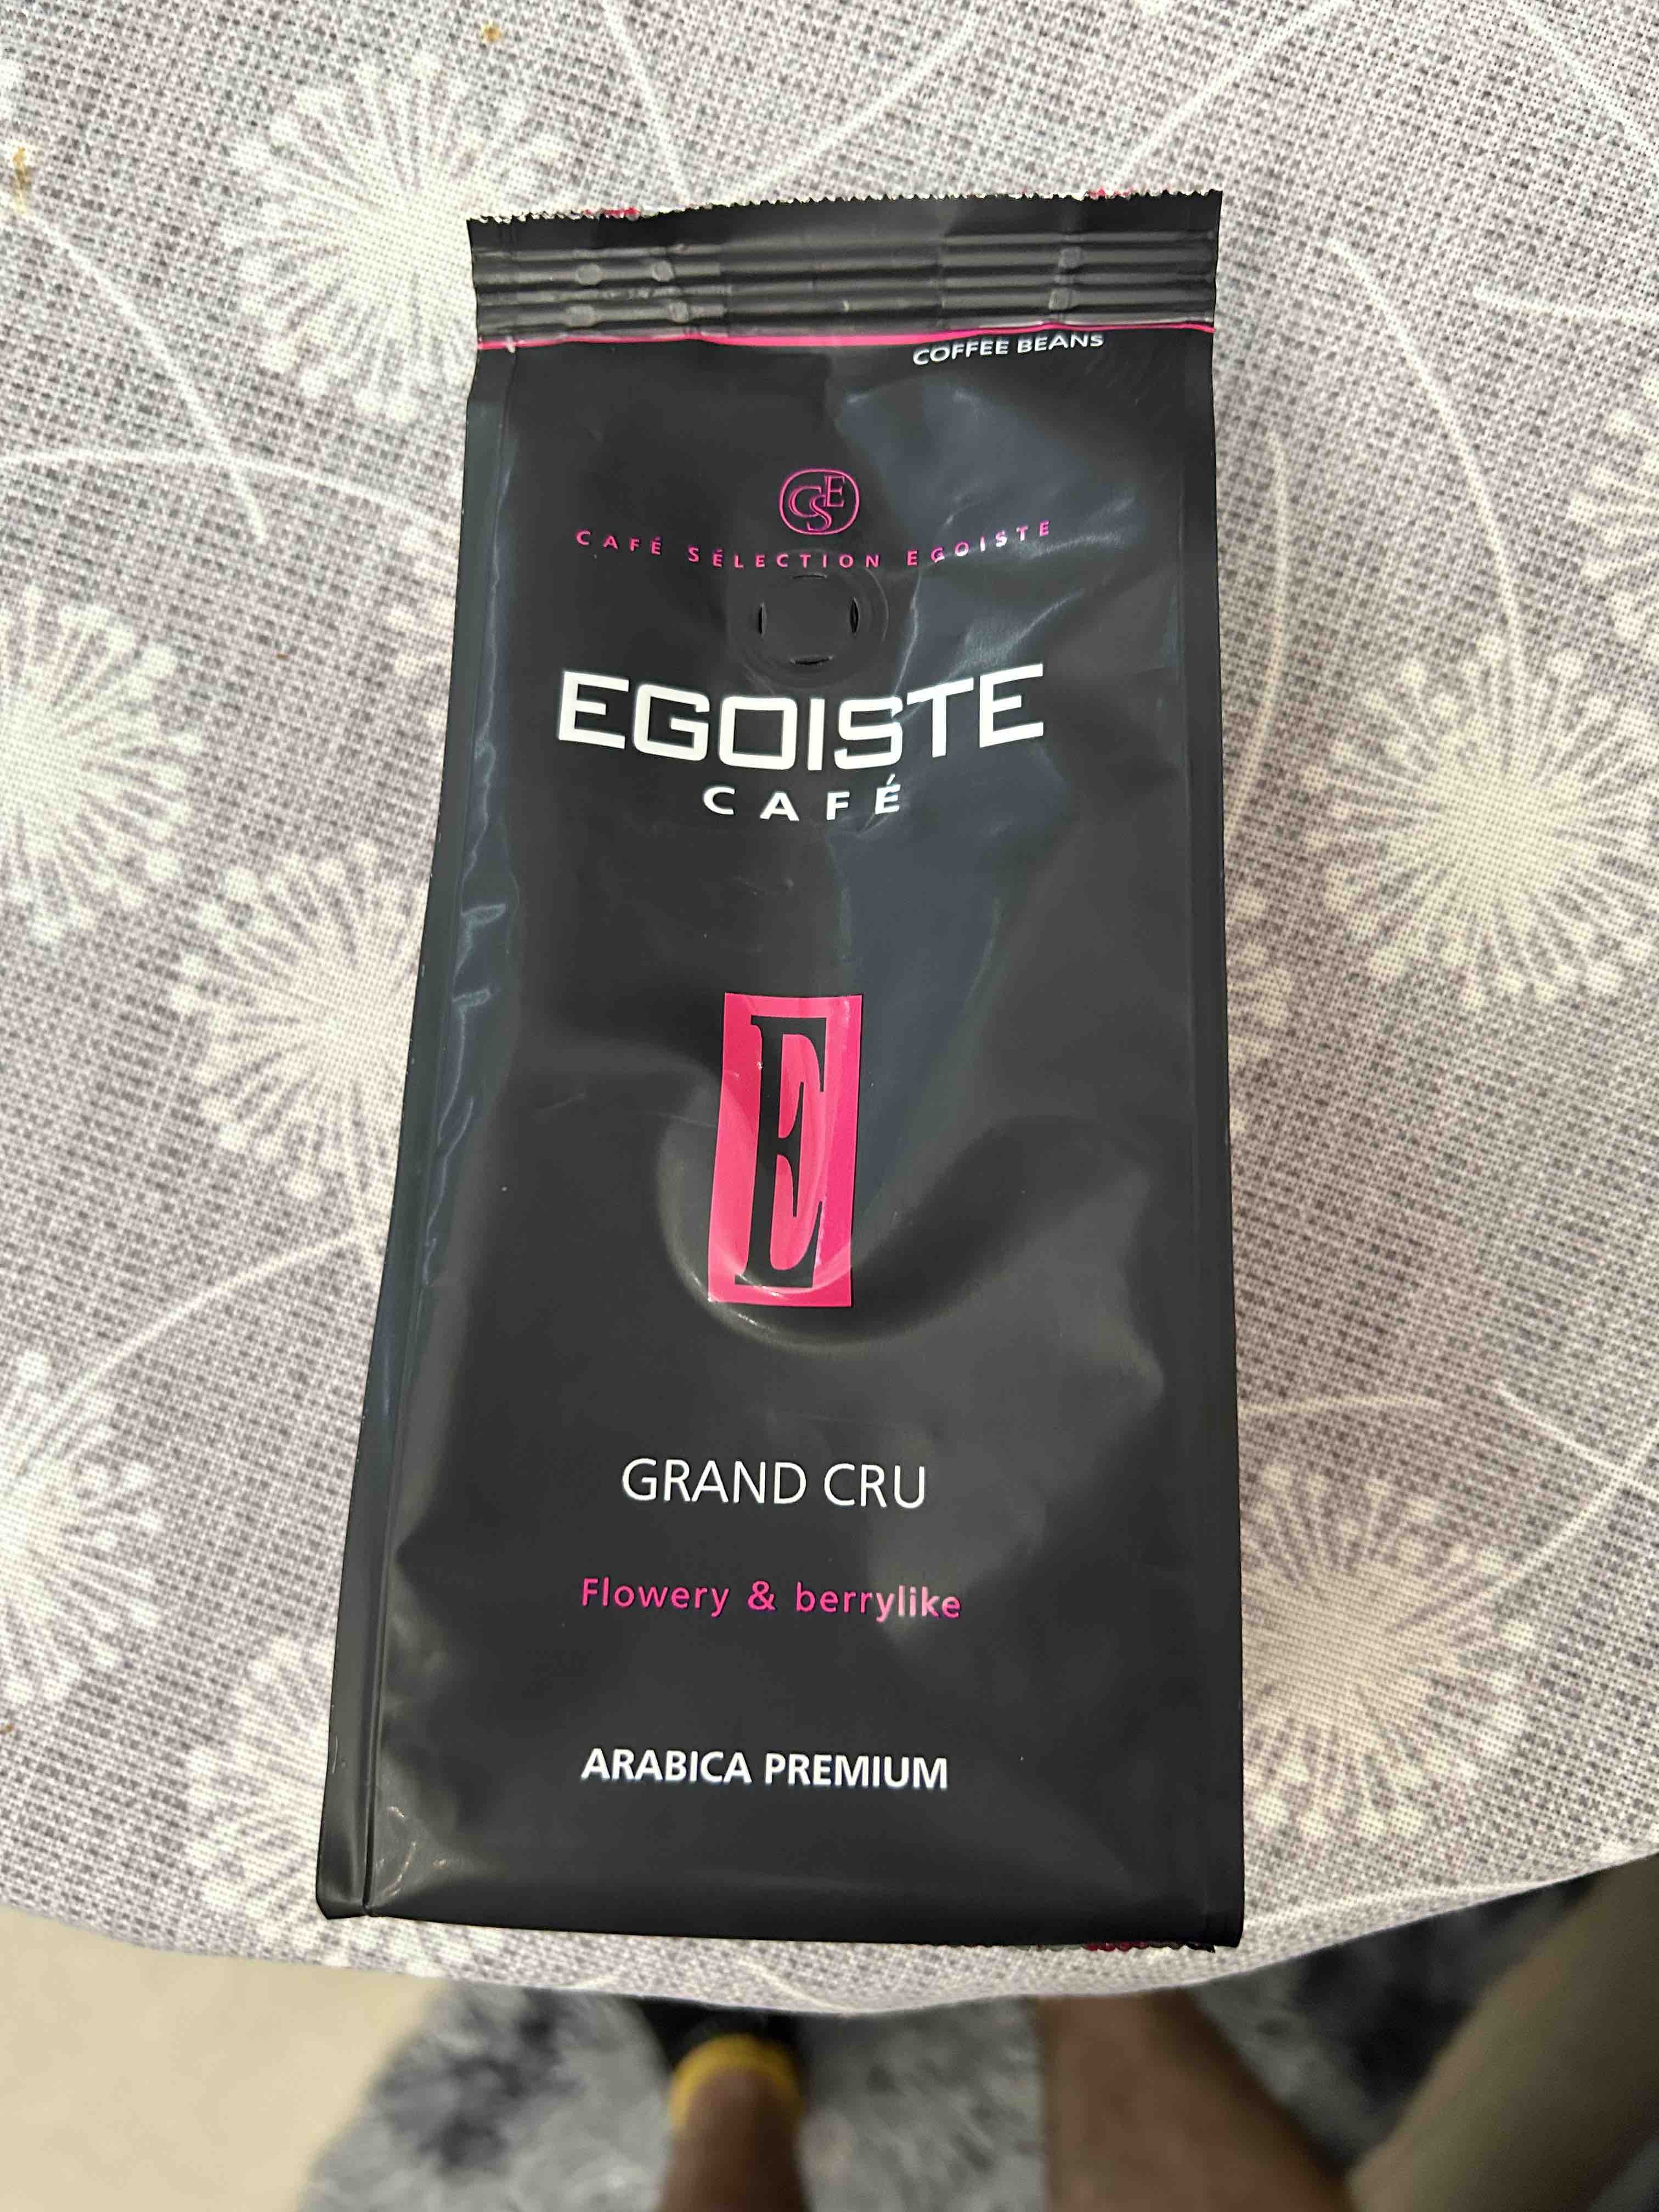 COFFEE BEANS
CSE
CAFÉ SÉLECTION EGOISTE
EGOISTE
CAFÉ
E
GRAND CRU
Flowery & berrylike
ARABICA PREMIUM